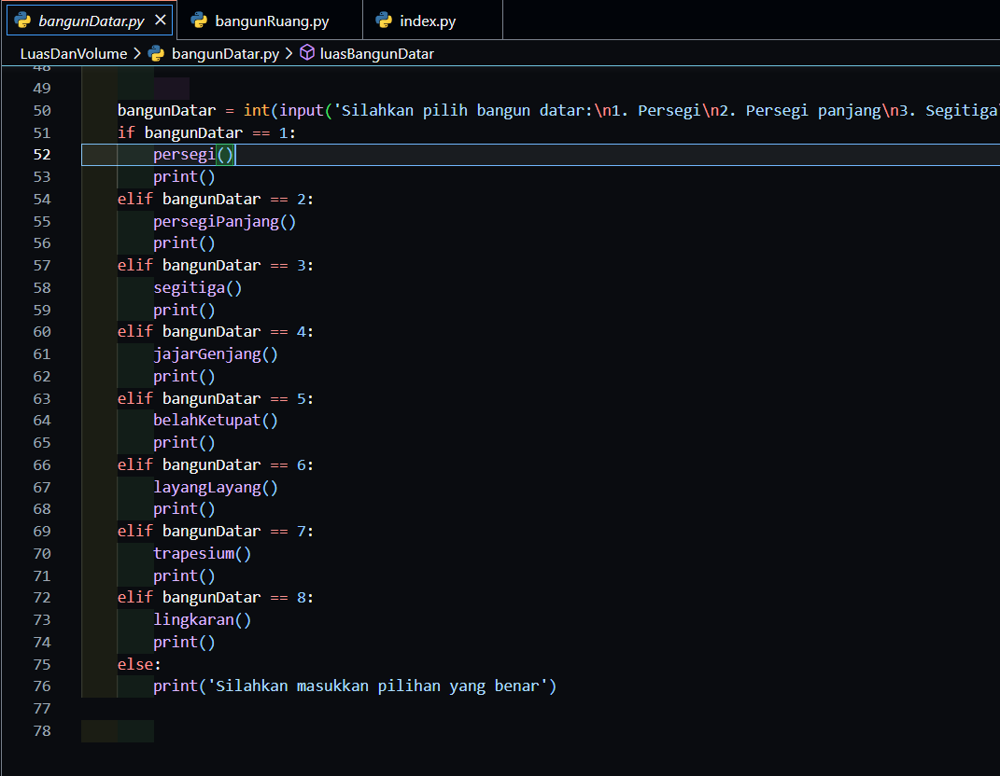 bangunDatar.py bangunRuang.py index.py
LuasDanVolume > bangunDatar.py > luasBangunDatar
48
49
50 bangunDatar = int(input('Silahkan pilih bangun datar:\n1. Persegi\n2. Persegi panjang\n3. Segitiga
51 if bangunDatar == 1:
52 persegi()
53 print()
54 elif bangunDatar == 2:
55 persegiPanjang()
56 print()
57 elif bangunDatar == 3:
58 segitiga()
59 print()
60 elif bangunDatar == 4:
61 jajarGenjang()
62 print()
63 elif bangunDatar == 5:
64 belahKetupat()
65 print()
66 elif bangunDatar == 6:
67 layangLayang()
68 print()
69 elif bangunDatar == 7:
70 trapesium()
71 print()
72 elif bangunDatar == 8:
73 lingkaran()
74 print()
75 else:
76 print('Silahkan masukkan pilihan yang benar')
77
78